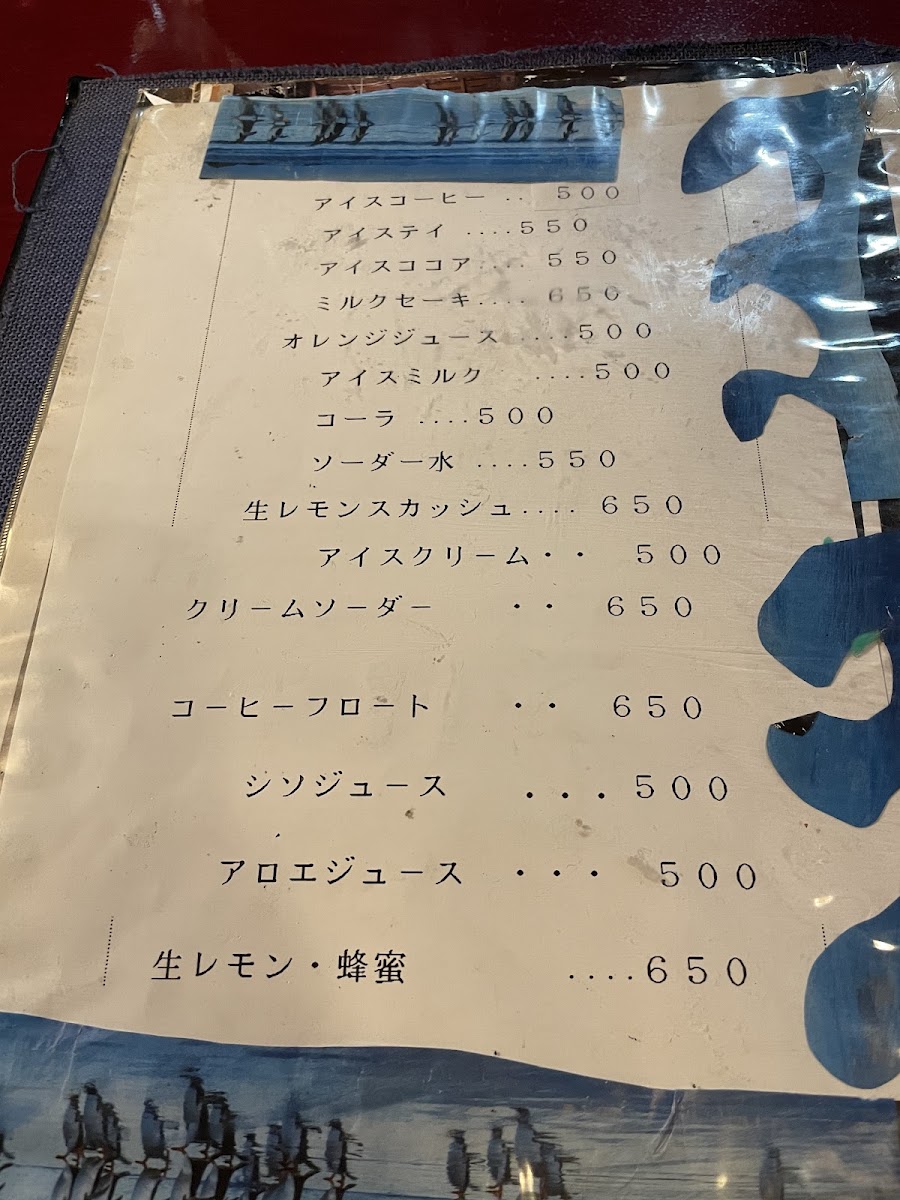 アイスコーヒー ‥ ５００
アイステイ ....５５０
アイスココア.... ５５０
ミルクセーキ.... ６５０
オレンジジュース ....５００
アイスミルク ....５００
コーラ ....５００
ソーダー水 ....５５０
生レモンスカッシュ.... ６５０
アイスクリーム・・ ５００
クリームソーダー ・・ ６５０
コーヒーフロート ・・ ６５０
シソジュース ...５００
アロエジュース ・・・ ５００
生レモン・蜂蜜 ....６５０